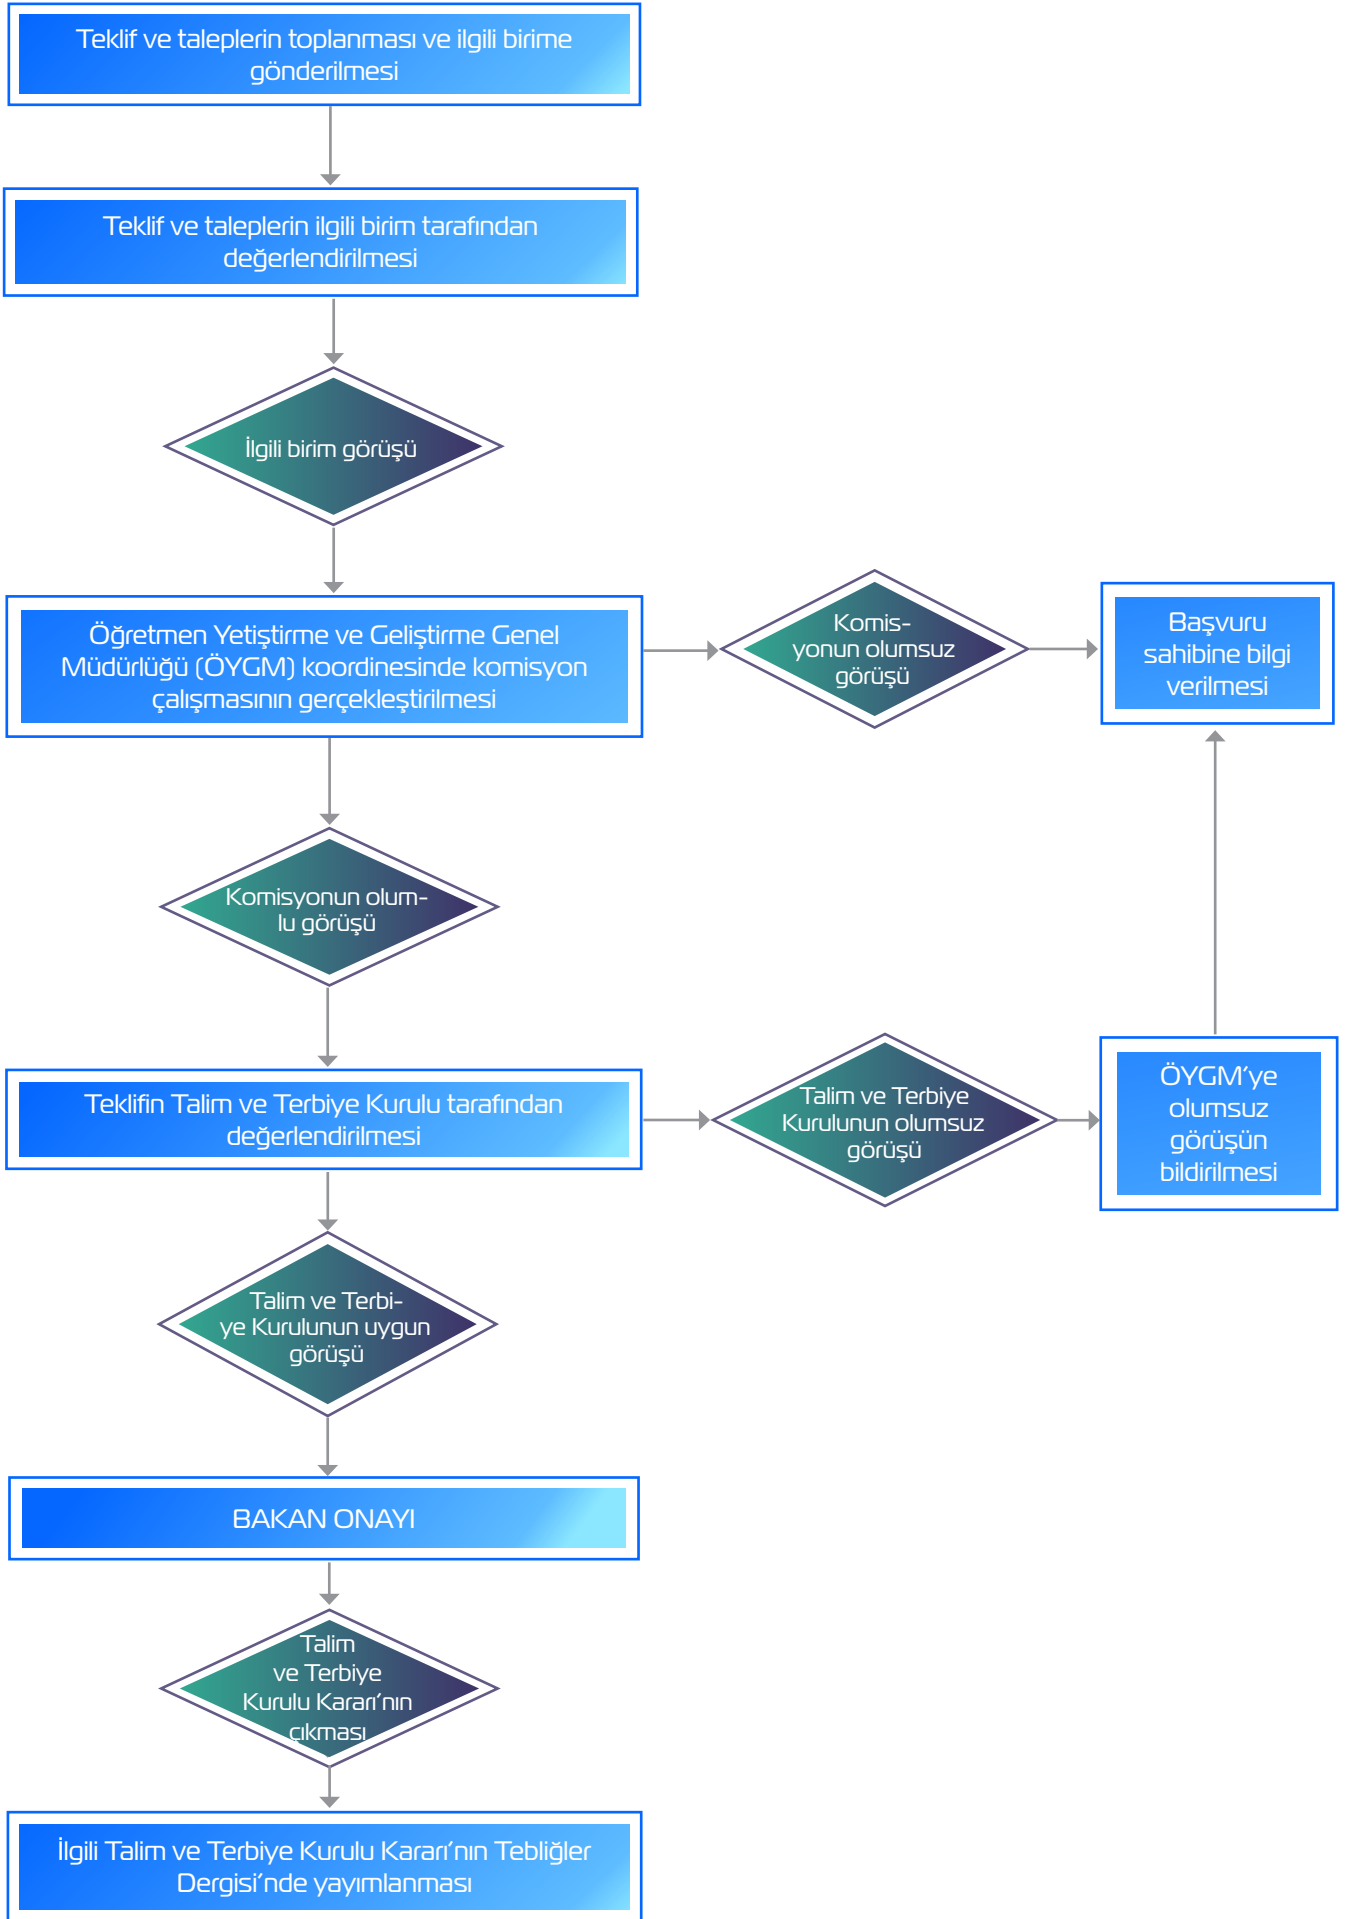 Teklif ve taleplerin toplanması ve ilgili birime
gönderilmesi
Teklif ve taleplerin ilgili birim tarafından
değerlendirilmesi
İlgili birim görüşü
Öğretmen Yetiştirme ve Geliştirme Genel
Müdürlüğü (ÖYGM) koordinesinde komisyon
çalışmasının gerçekleştirilmesi
Komis-
yonun olumsuz
görüşü
Başvuru
sahibine bilgi
verilmesi
Komisyonun olum-
lu görüşü
Teklifin Talim ve Terbiye Kurulu tarafından
değerlendirilmesi
Talim ve Terbiye
Kurulunun olumsuz
görüşü
ÖYGM’ye
olumsuz
görüşün
bildirilmesi
Talim ve Terbi-
ye Kurulunun uygun
görüşü
BAKAN ONAYI
Talim
ve Terbiye
Kurulu Kararı’nın
çıkması
İlgili Talim ve Terbiye Kurulu Kararı’nın Tebliğler
Dergisi’nde yayımlanması